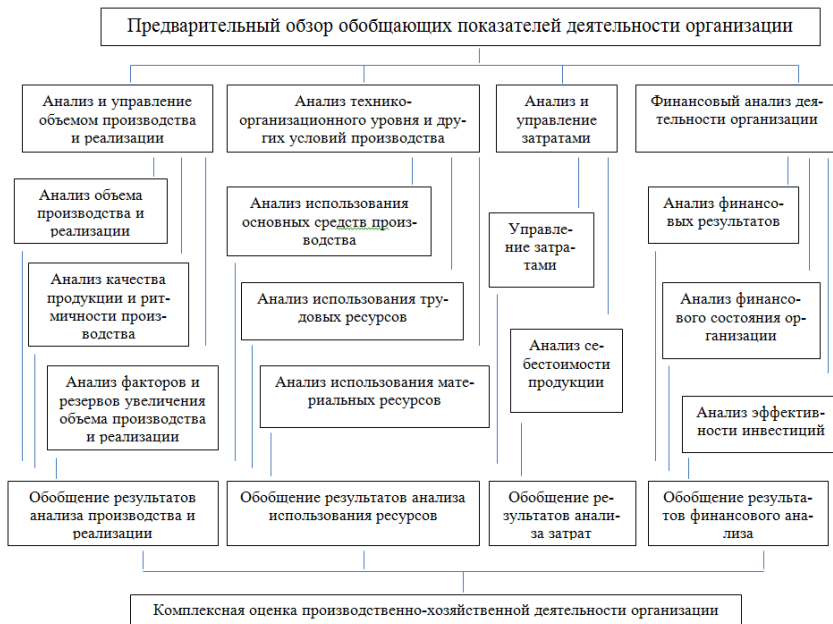 Предварительный обзор обобщающих показателей деятельности организации
Анализ и управление
объемом производства
и реализации
Анализ технико-
организационного уровня и дру-
гих условий производства
Анализ и
управление
затратами
Финансовый анализ дея-
тельности организации
Анализ объема
производства и
реализации
Анализ качества
продукции и рит-
мичности произ-
водства
Анализ факторов и
резервов увеличения
объема производства
и реализации
Анализ использования
основных средств произ-
водства
Анализ использования тру-
довых ресурсов
Анализ использования мате-
риальных ресурсов
Управле-
ние затра-
тами
Анализ се-
бестоимости
продукции
Анализ финансо-
вых результатов
Анализ финансо-
вого состояния ор-
ганизации
Анализ эффектив-
ности инвестиций
Обобщение результатов
анализа производства и
реализации
Обобщение результатов анализа
использования ресурсов
Обобщение ре-
зультатов анали-
за затрат
Обобщение результа-
тов финансового ана-
лиза
Комплексная оценка производственно-хозяйственной деятельности организации